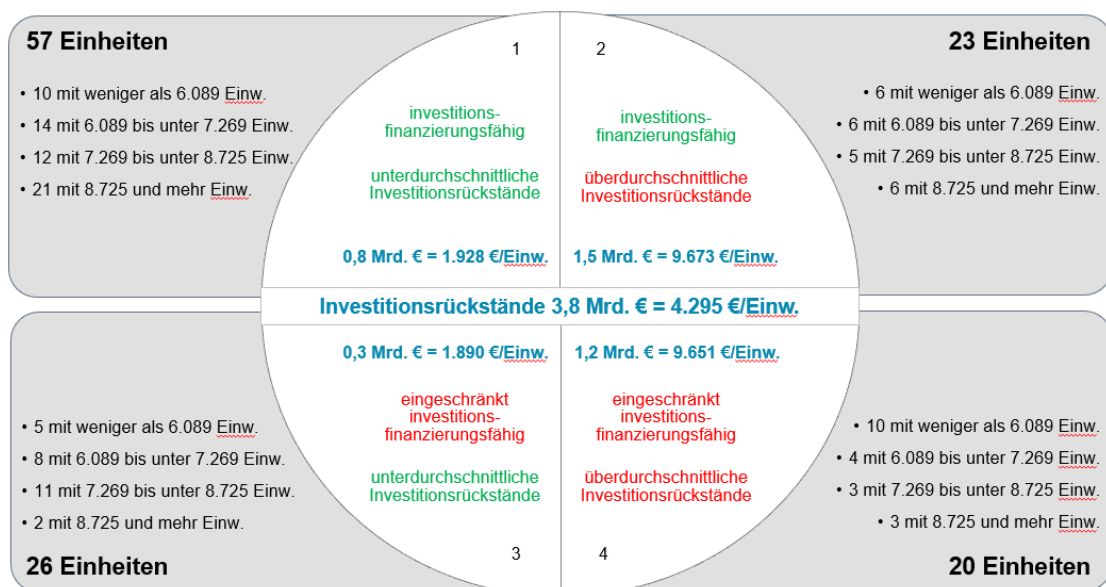 57 Einheiten
• 10 mit weniger als 6.089 Einw.
• 14 mit 6.089 bis unter 7.269 Einw.
• 12 mit 7.269 bis unter 8.725 Einw.
• 21 mit 8.725 und mehr Einw.
1
investitions-
finanzierungsfähig
unterdurchschnittliche
Investitionsrückstände
0,8 Mrd. € = 1.928 €/Einw.
2
investitions-
finanzierungsfähig
überdurchschnittliche
Investitionsrückstände
1,5 Mrd. € = 9.673 €/Einw.
23 Einheiten
• 6 mit weniger als 6.089 Einw.
• 6 mit 6.089 bis unter 7.269 Einw.
• 5 mit 7.269 bis unter 8.725 Einw.
• 6 mit 8.725 und mehr Einw.
Investitionsrückstände 3,8 Mrd. € = 4.295 €/Einw.
• 5 mit weniger als 6.089 Einw.
• 8 mit 6.089 bis unter 7.269 Einw.
• 11 mit 7.269 bis unter 8.725 Einw.
• 2 mit 8.725 und mehr Einw.
26 Einheiten
0,3 Mrd. € = 1.890 €/Einw.
eingeschränkt
investitions-
finanzierungsfähig
unterdurchschnittliche
Investitionsrückstände
3
1,2 Mrd. € = 9.651 €/Einw.
eingeschränkt
investitions-
finanzierungsfähig
überdurchschnittliche
Investitionsrückstände
4
• 10 mit weniger als 6.089 Einw.
• 4 mit 6.089 bis unter 7.269 Einw.
• 3 mit 7.269 bis unter 8.725 Einw.
• 3 mit 8.725 und mehr Einw.
20 Einheiten